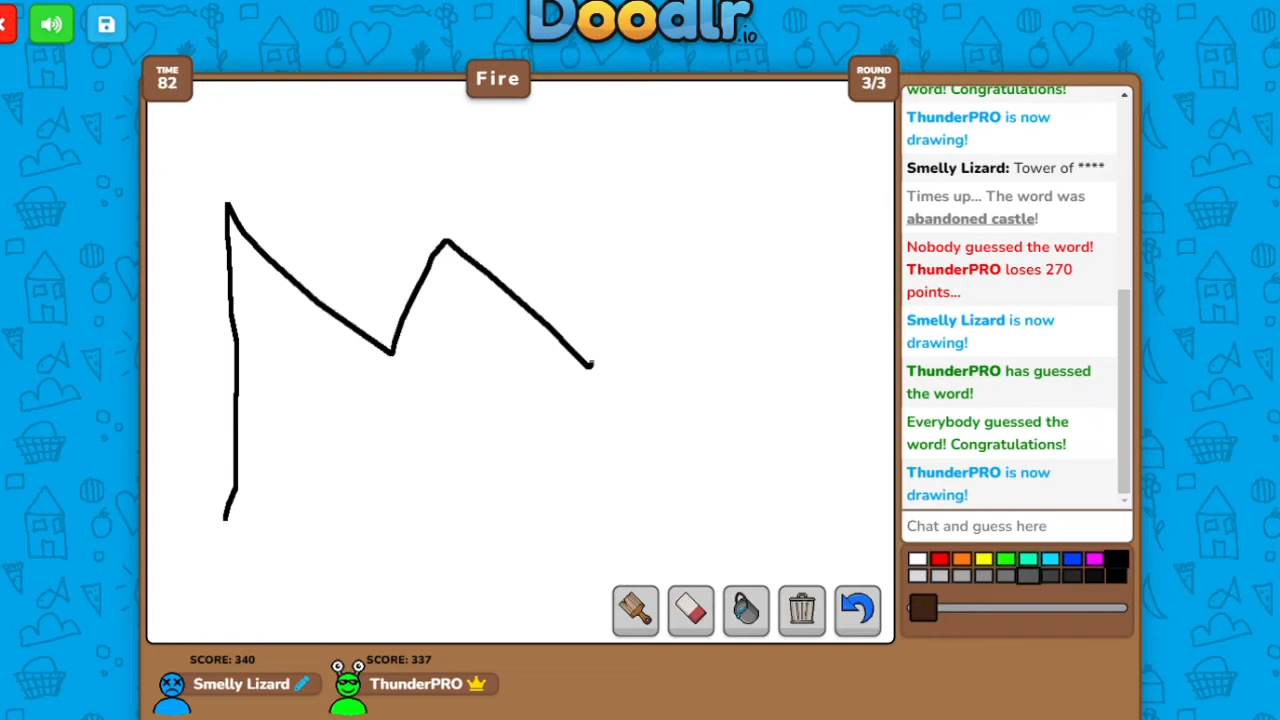 Doodlr.io
TIME
82
Fire
ROUND
3/3
word! Congratulations!
ThunderPRO is now
drawing!
Smelly Lizard: Tower of ****
Times up... The word was
abandoned castle!
Nobody guessed the word!
ThunderPRO loses 270
points...
Smelly Lizard is now
drawing!
ThunderPRO has guessed
the word!
Everybody guessed the
word! Congratulations!
ThunderPRO is now
drawing!
Chat and guess here
SCORE: 340
Smelly Lizard
SCORE: 337
ThunderPRO